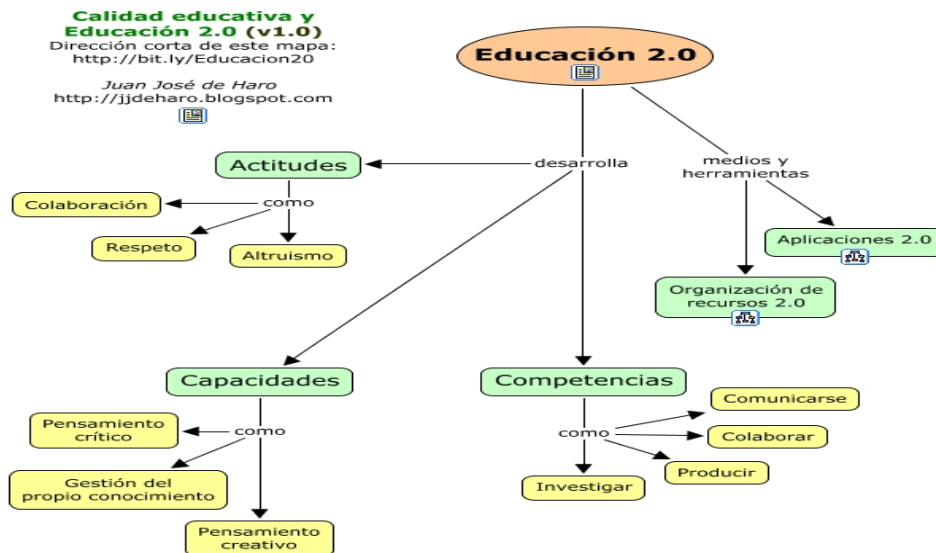 Calidad educativa y
Educación 2.0 (v1.0)
Dirección corta de este mapa:
http://bit.ly/Educacion20
Juan José de Haro
http://jjdeharo.blogspot.com
Educación 2.0
desarrolla
medios y
herramientas
Actitudes
como
Colaboración
Respeto
Altruismo
Aplicaciones 2.0
Organización de
recursos 2.0
Capacidades
como
Pensamiento
crítico
Gestión del
propio conocimiento
Pensamiento
creativo
Competencias
como
Comunicarse
Colaborar
Producir
Investigar